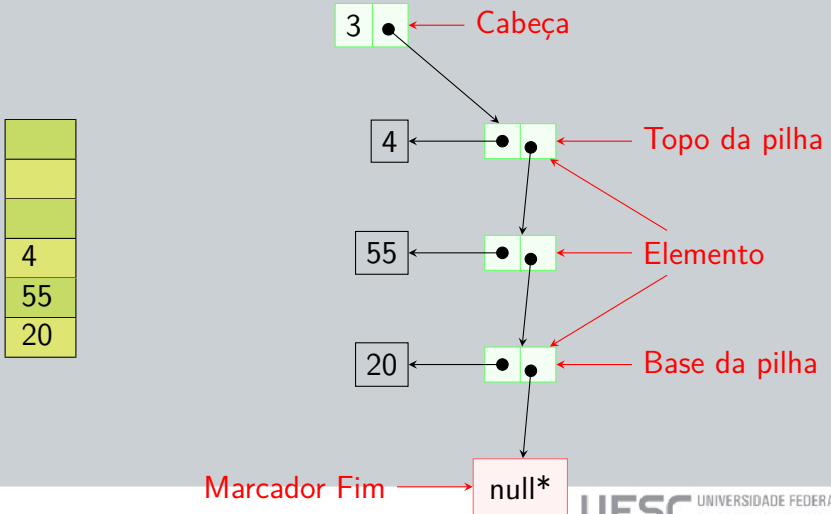 3
Cabeça
4
Topo da pilha
4
55
Elemento
55
20
20
Base da pilha
Marcador Fim
null*
UNIVERSIDADE